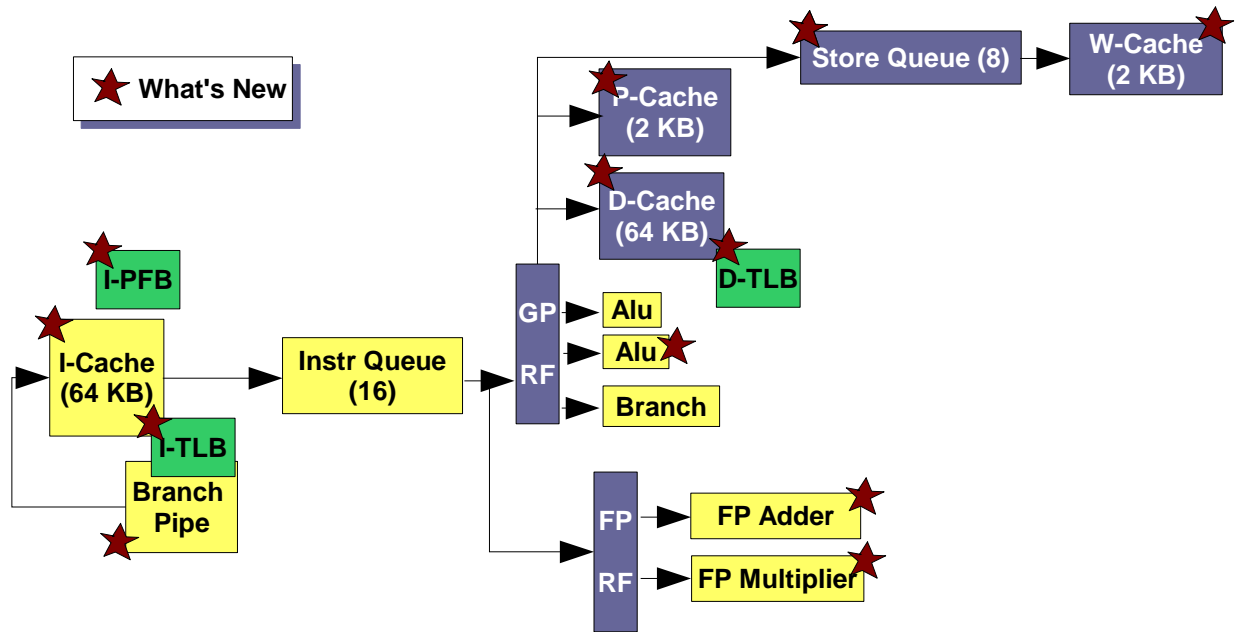 What's New
Store Queue (8)
W-Cache
(2 KB)
P-Cache
(2 KB)
D-Cache
(64 KB)
D-TLB
I-PFB
I-Cache
(64 KB)
I-TLB
Branch
Pipe
Instr Queue
(16)
GP
RF
Alu
Alu
Branch
FP
RF
FP Adder
FP Multiplier